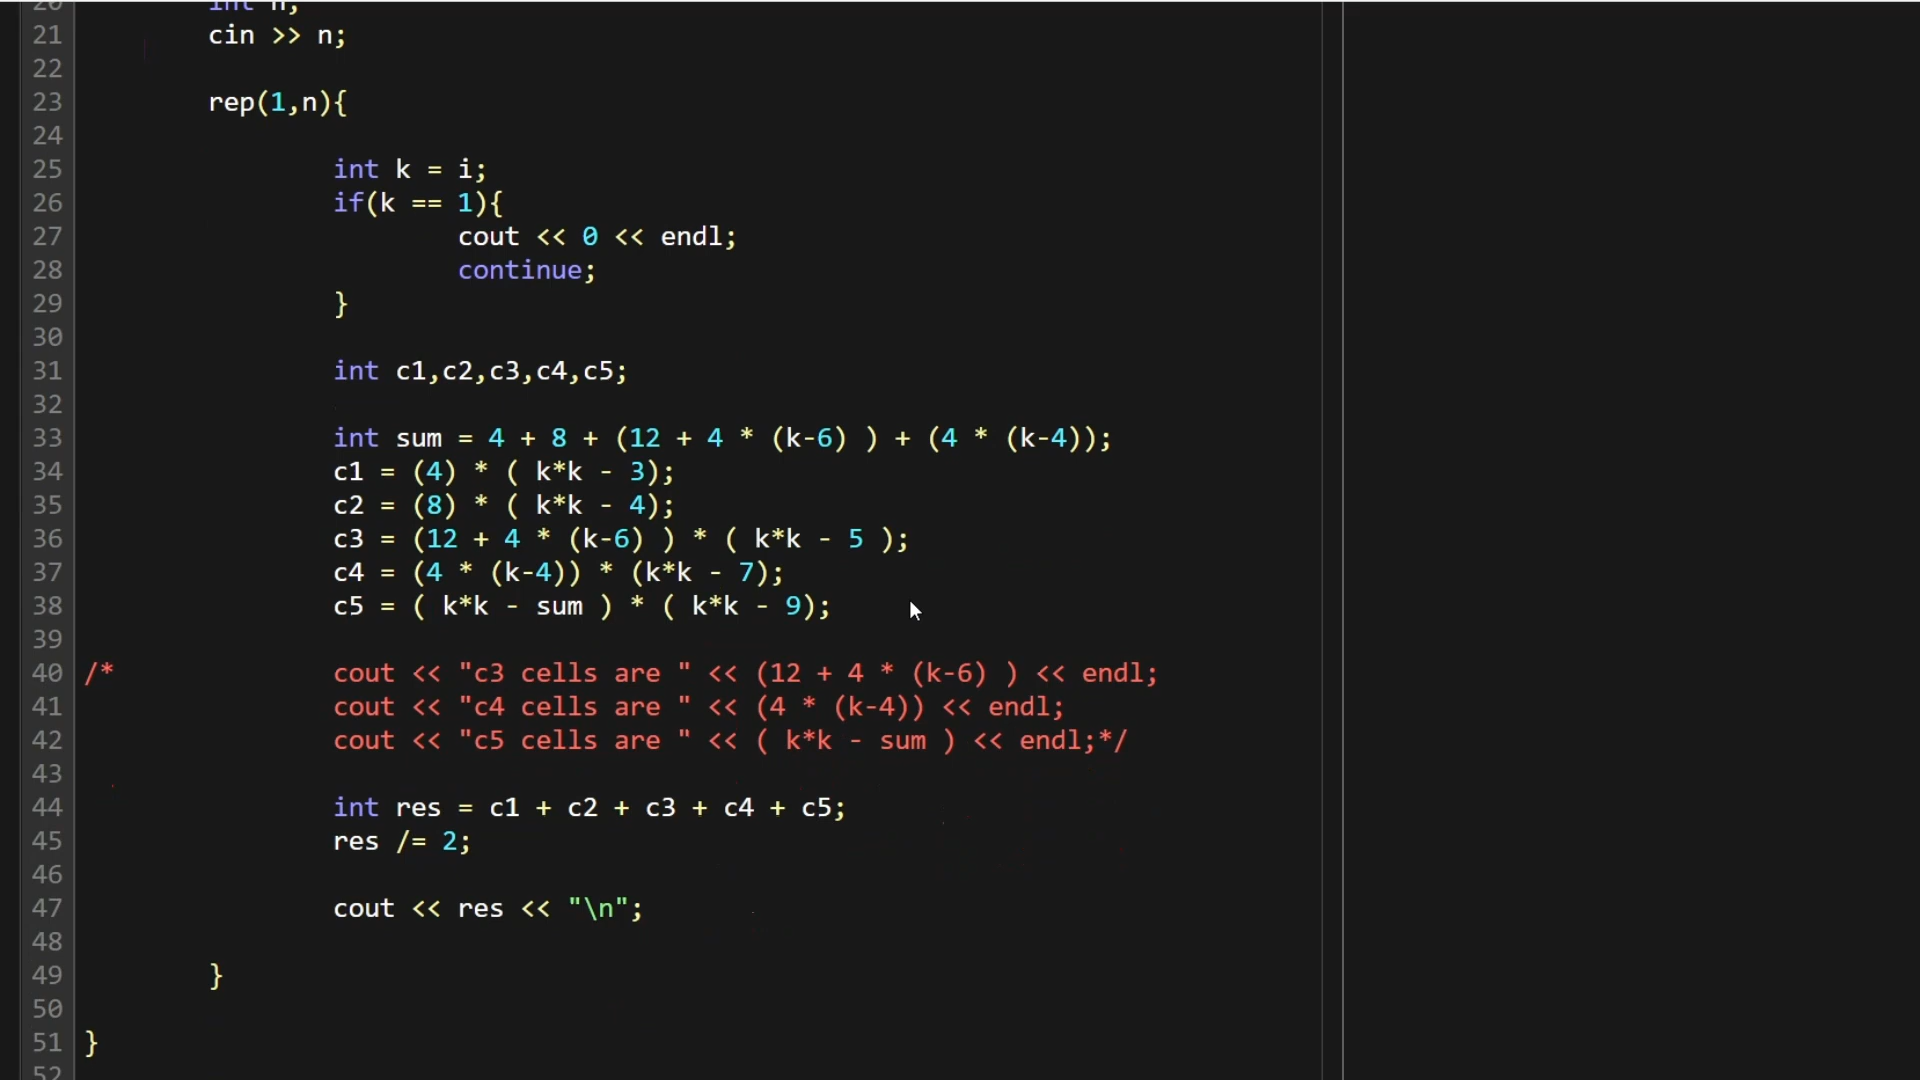 20 int n;
21 cin >> n;
22
23 rep(1,n){
24
25 int k = i;
26 if(k == 1){
27 cout << 0 << endl;
28 continue;
29 }
30
31 int c1,c2,c3,c4,c5;
32
33 int sum = 4 + 8 + (12 + 4 * (k-6) ) + (4 * (k-4));
34 c1 = (4) * ( k*k - 3);
35 c2 = (8) * ( k*k - 4);
36 c3 = (12 + 4 * (k-6) ) * ( k*k - 5 );
37 c4 = (4 * (k-4)) * (k*k - 7);
38 c5 = ( k*k - sum ) * ( k*k - 9);
39
40 /* cout << "c3 cells are " << (12 + 4 * (k-6) ) << endl;
41 cout << "c4 cells are " << (4 * (k-4)) << endl;
42 cout << "c5 cells are " << ( k*k - sum ) << endl;*/
43
44 int res = c1 + c2 + c3 + c4 + c5;
45 res /= 2;
46
47 cout << res << "\n";
48
49 }
50
51 }
52